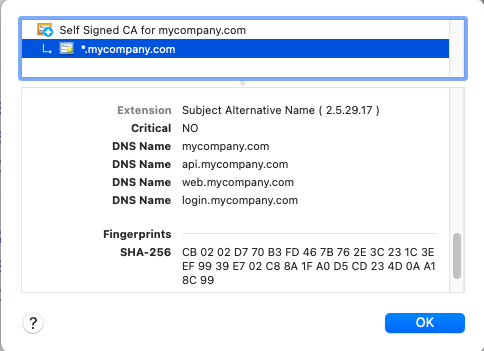 Self Signed CA for mycompany.com
*.mycompany.com
Extension Subject Alternative Name ( 2.5.29.17 )
Critical NO
DNS Name mycompany.com
DNS Name api.mycompany.com
DNS Name web.mycompany.com
DNS Name login.mycompany.com
Fingerprints
SHA-256 CB 02 02 D7 70 B3 FD 46 7B 76 2E 3C 23 1C 3E
EF 99 39 E7 02 C8 8A 1F A0 D5 CD 23 4D 0A A1
8C 99
? OK